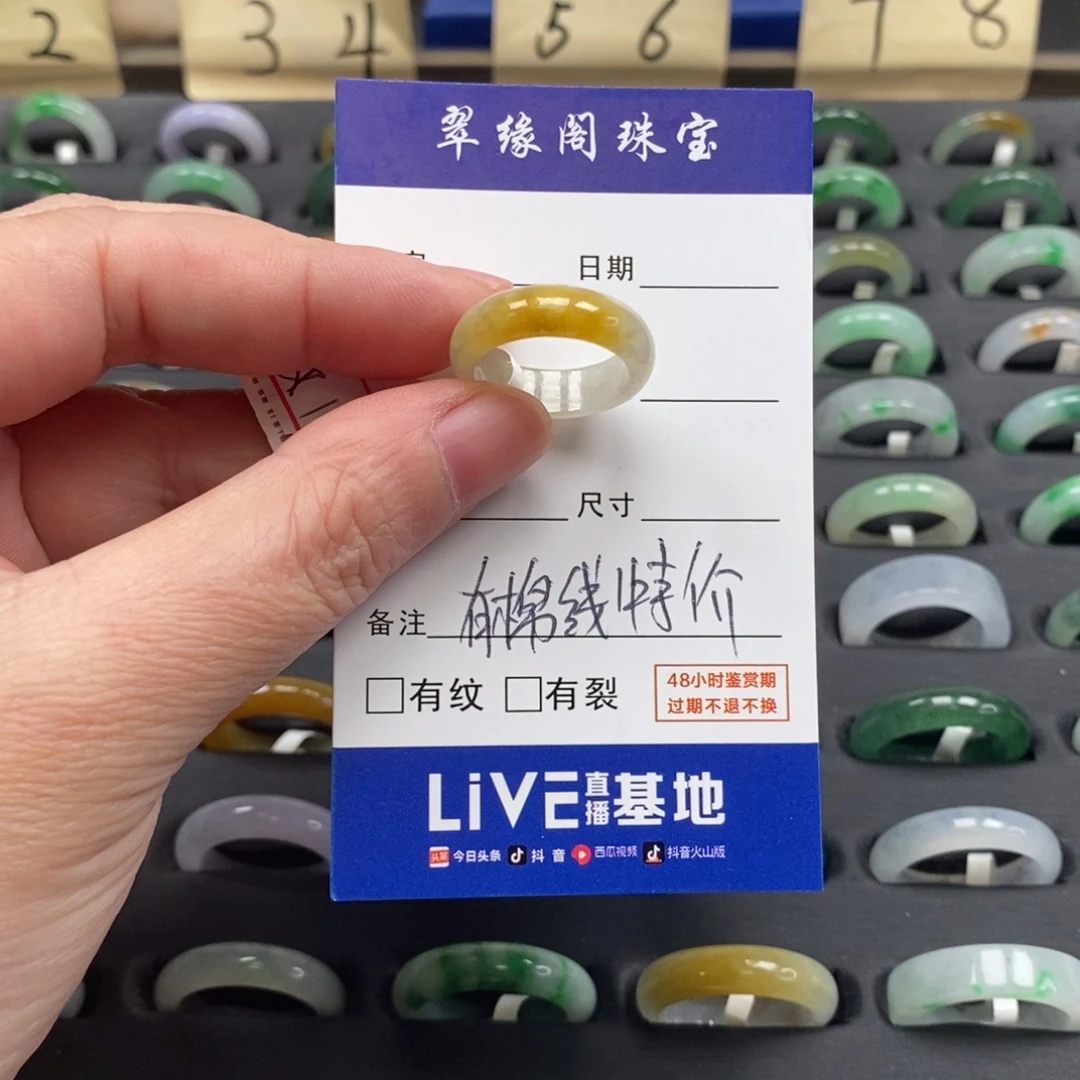 2 3 4 5 6 7 8
翠缘阁珠宝
日期
尺寸
备注 有棉线特价
有纹 有裂
48小时鉴赏期
过期不退不换
LiVE直播基地
头条 今日头条 抖音 西瓜视频 抖音火山版